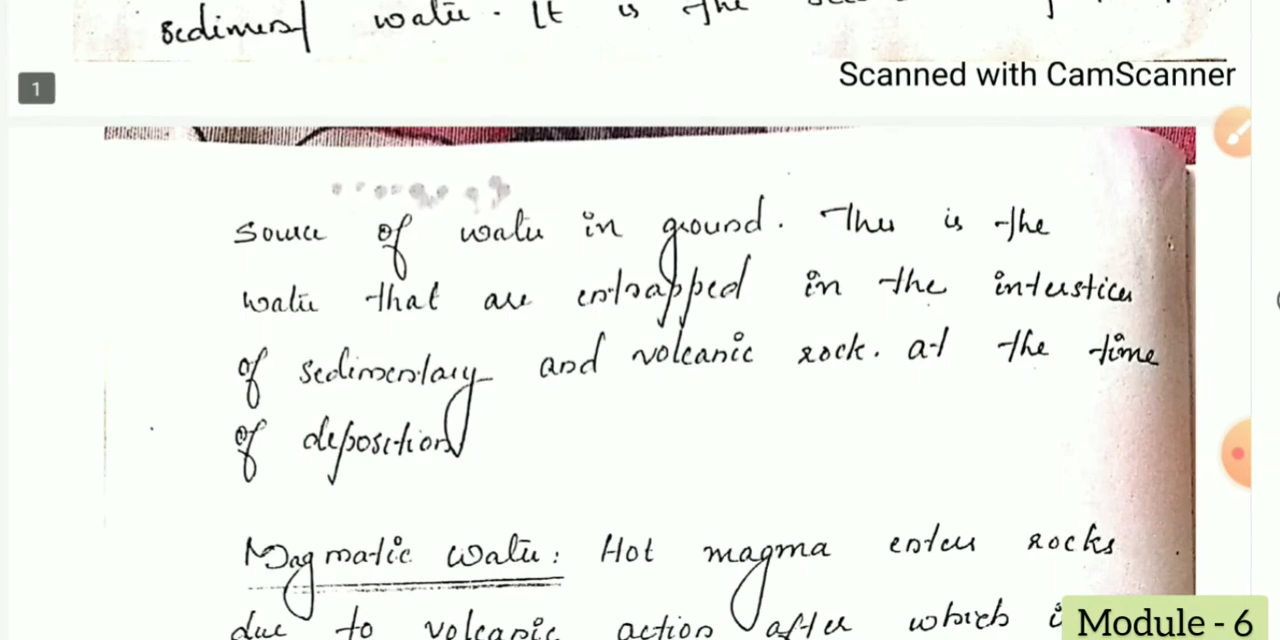 sediment water. It is the
Scanned with CamScanner
1
source of water in ground. This is the
water that are entrapped in the interstices
of sedimentary and volcanic rock. at the time
of deposition
Magmatic water: Hot magma enters rocks
due to volcanic action after which
Module - 6